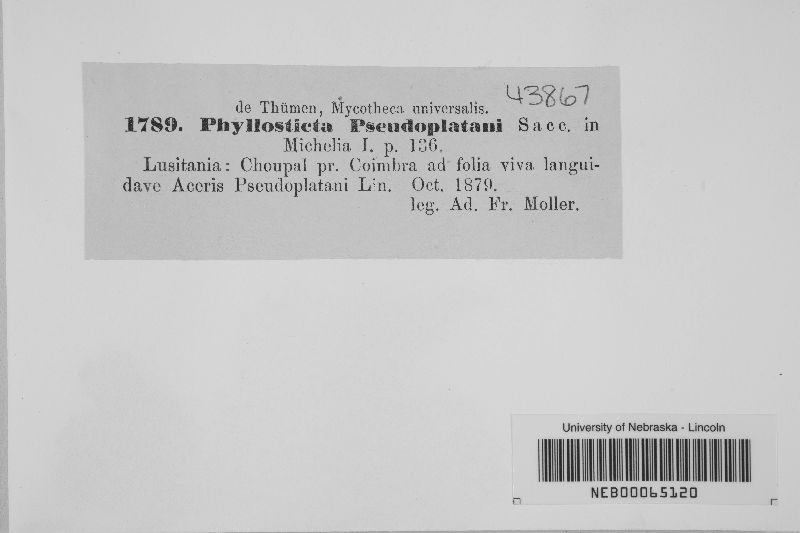 43867
de Thümen, Mycotheca universalis.
1789. Phyllosticta Pseudoplatani Sacc. in
Michelia I. p. 136.
Lusitania: Choupal pr. Coimbra ad folia viva langui-
dave Aceris Pseudoplatani Lin. Oct. 1879.
leg. Ad. Fr. Moller.
University of Nebraska - Lincoln
NEB00065120